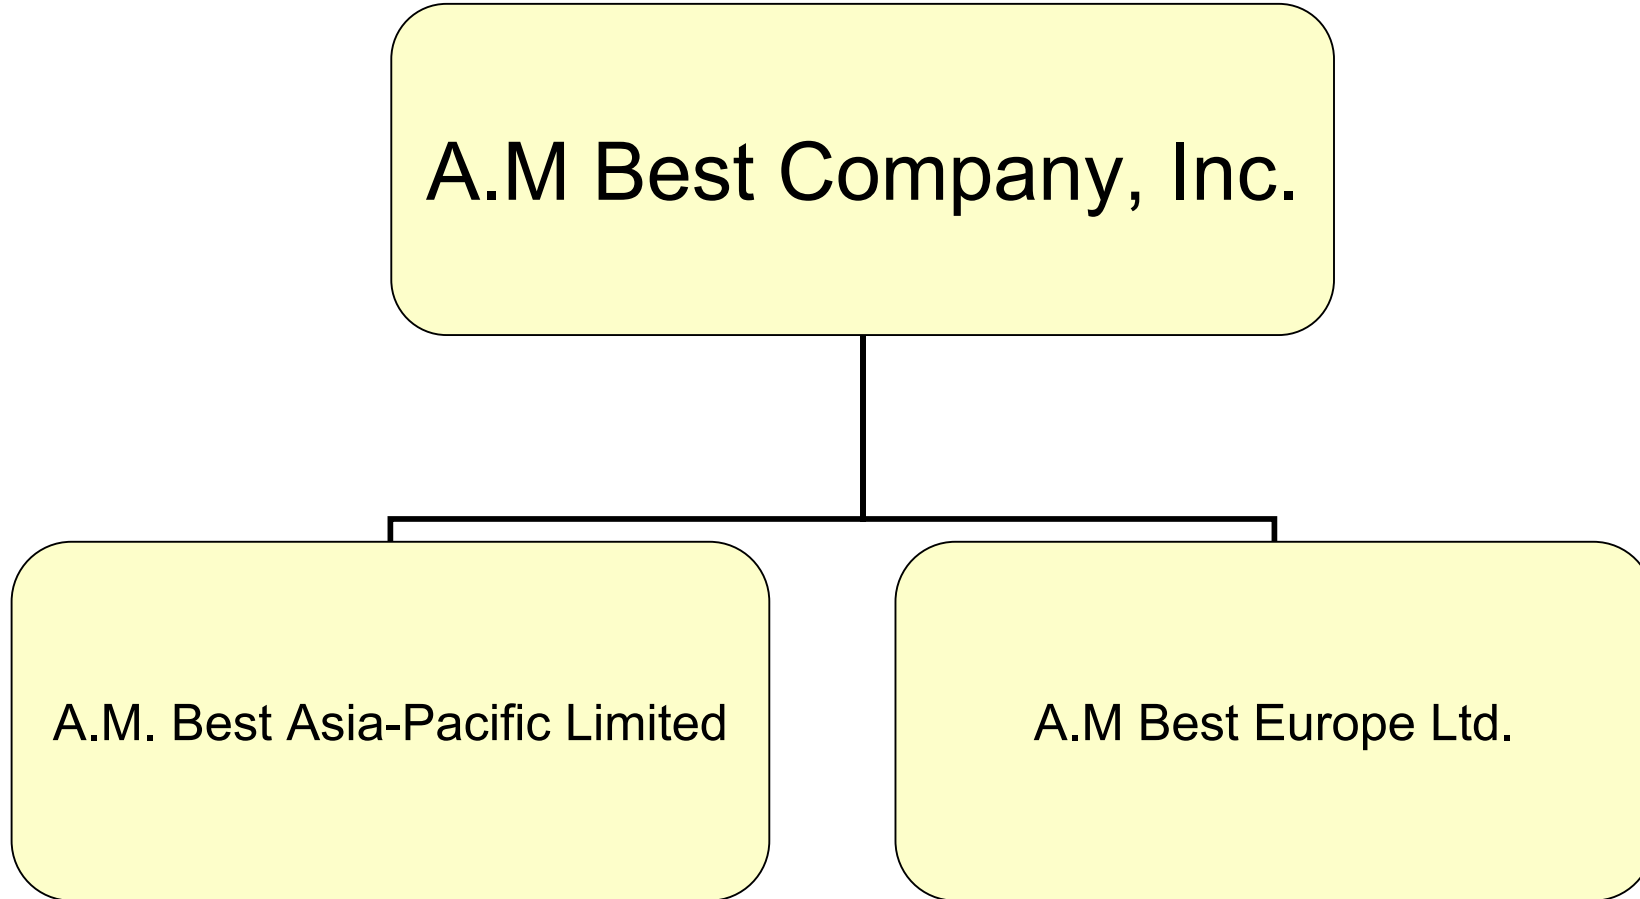 A.M Best Company, Inc.
A.M. Best Asia-Pacific Limited
A.M Best Europe Ltd.